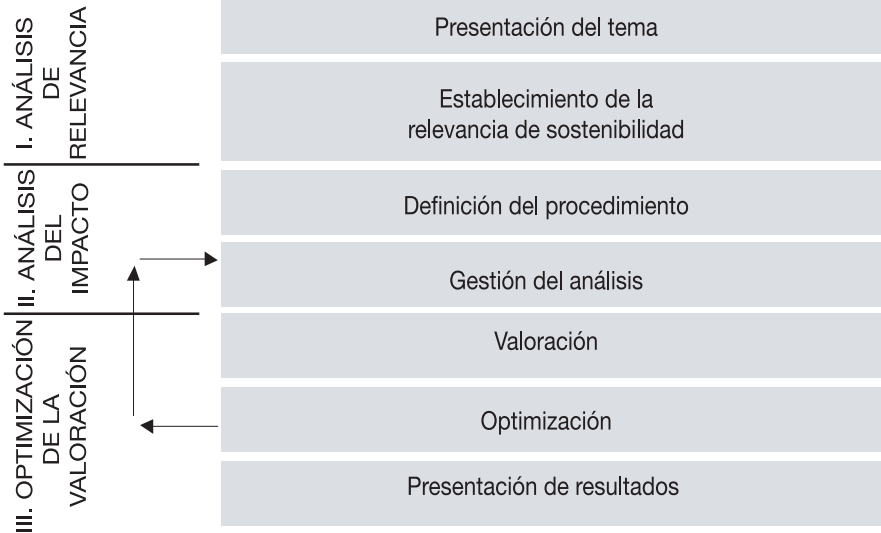 I. ANÁLISIS
DE
RELEVANCIA
Presentación del tema
Establecimiento de la
relevancia de sostenibilidad
II. ANÁLISIS
DEL
IMPACTO
Definición del procedimiento
Gestión del análisis
III. OPTIMIZACIÓN
DE LA
VALORACIÓN
Valoración
Optimización
Presentación de resultados